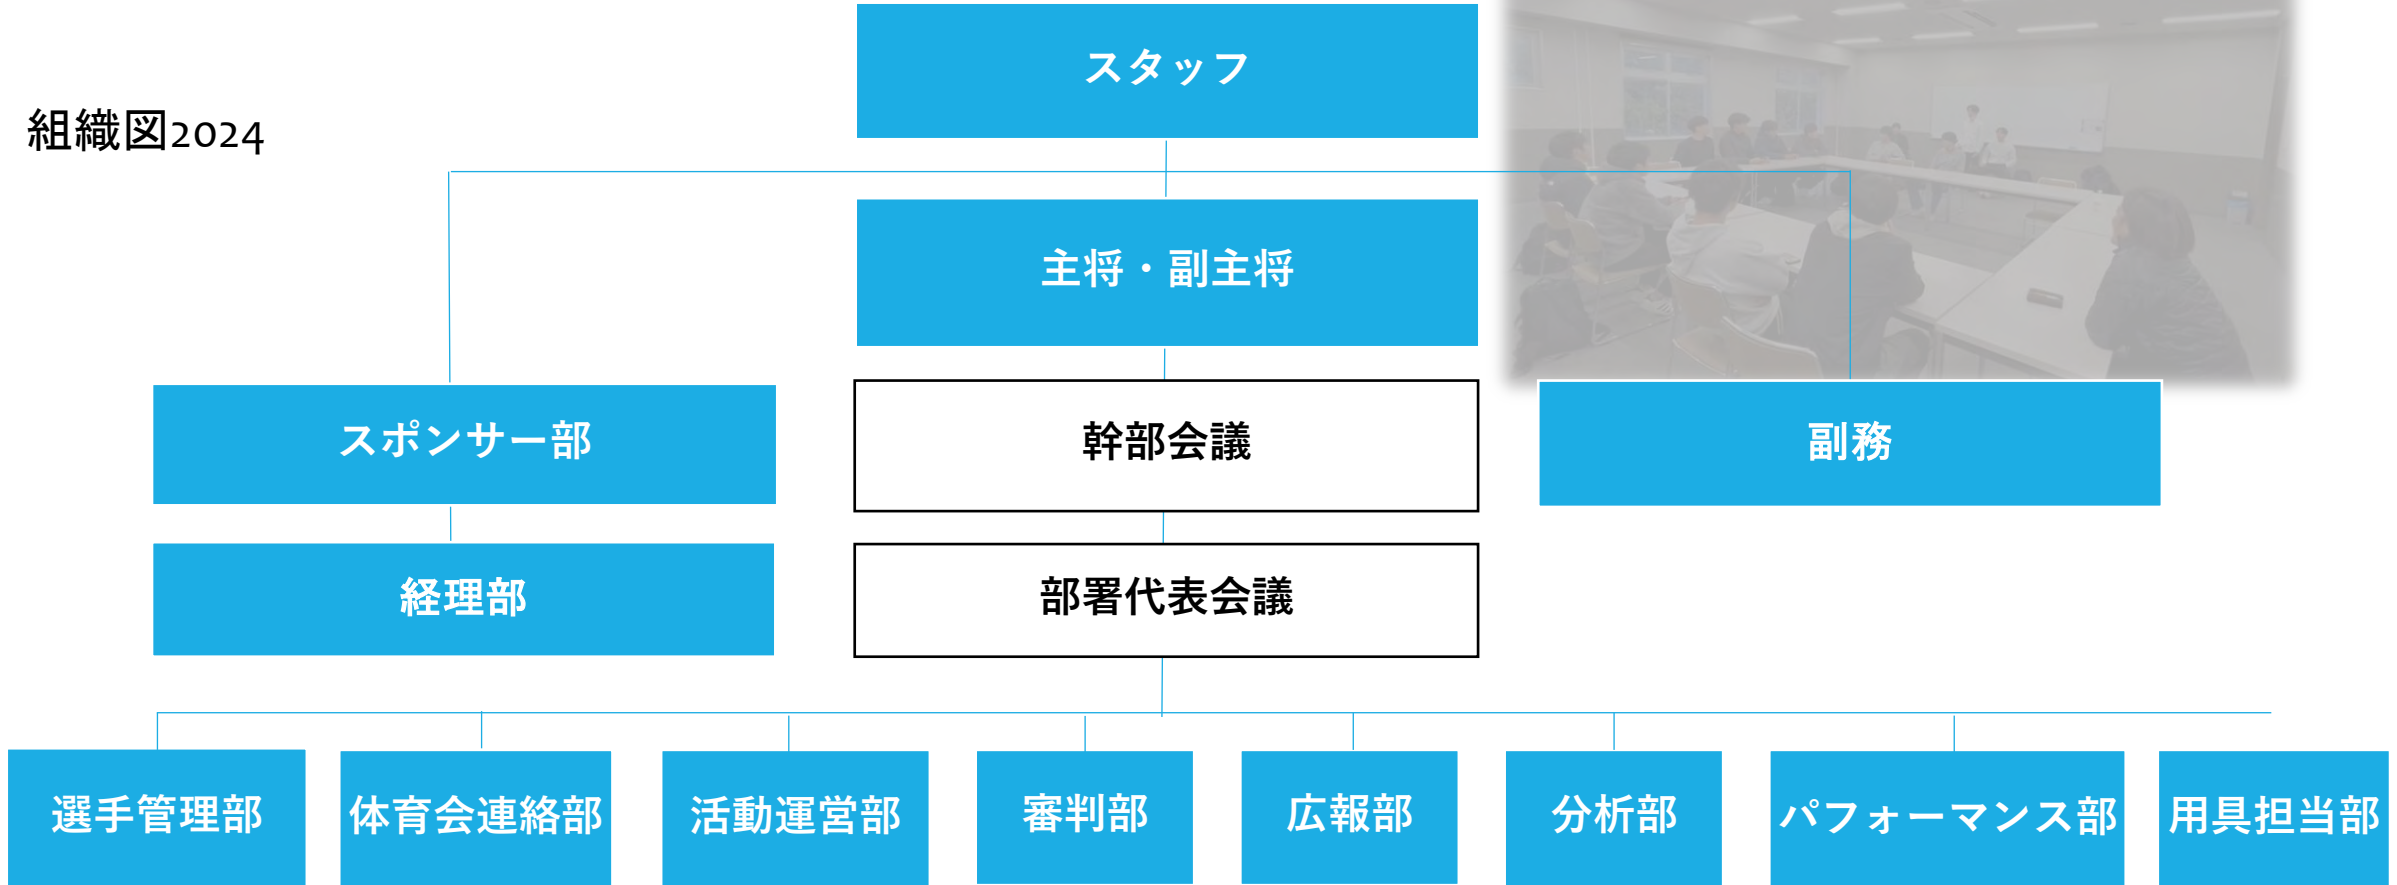 スタッフ
組織図2024
主将・副主将
スポンサー部
幹部会議
副務
経理部
部署代表会議
選手管理部
体育会連絡部
活動運営部
審判部
広報部
分析部
パフォーマンス部
用具担当部